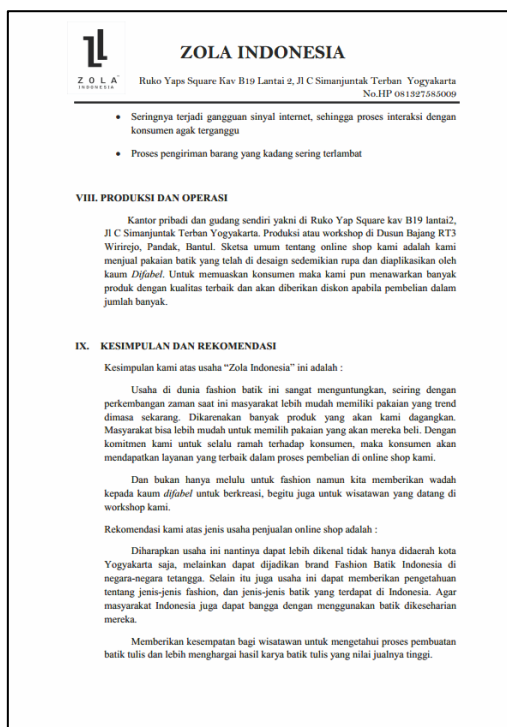 ZOLA
INDONESIA
ZOLA INDONESIA
Ruko Yaps Square Kav B19 Lantai 2, Jl C Simanjuntak Terban Yogyakarta
No.HP 081327585009
• Seringnya terjadi gangguan sinyal internet, sehingga proses interaksi dengan
konsumen agak terganggu
• Proses pengiriman barang yang kadang sering terlambat
VIII. PRODUKSI DAN OPERASI
Kantor pribadi dan gudang sendiri yakni di Ruko Yap Square kav B19 lantai2,
Jl C Simanjuntak Terban Yogyakarta. Produksi atau workshop di Dusun Bajang RT3
Wirirejo, Pandak, Bantul. Sketsa umum tentang online shop kami adalah kami
menjual pakaian batik yang telah di desaign sedemikian rupa dan diaplikasikan oleh
kaum Difabel. Untuk memuaskan konsumen maka kami pun menawarkan banyak
produk dengan kualitas terbaik dan akan diberikan diskon apabila pembelian dalam
jumlah banyak.
IX. KESIMPULAN DAN REKOMENDASI
Kesimpulan kami atas usaha “Zola Indonesia” ini adalah :
Usaha di dunia fashion batik ini sangat menguntungkan, seiring dengan
perkembangan zaman saat ini masyarakat lebih mudah memiliki pakaian yang trend
dimasa sekarang. Dikarenakan banyak produk yang akan kami dagangkan.
Masyarakat bisa lebih mudah untuk memilih pakaian yang akan mereka beli. Dengan
komitmen kami untuk selalu ramah terhadap konsumen, maka konsumen akan
mendapatkan layanan yang terbaik dalam proses pembelian di online shop kami.
Dan bukan hanya melulu untuk fashion namun kita memberikan wadah
kepada kaum difabel untuk berkreasi, begitu juga untuk wisatawan yang datang di
workshop kami.
Rekomendasi kami atas jenis usaha penjualan online shop adalah :
Diharapkan usaha ini nantinya dapat lebih dikenal tidak hanya didaerah kota
Yogyakarta saja, melainkan dapat dijadikan brand Fashion Batik Indonesia di
negara-negara tetangga. Selain itu juga usaha ini dapat memberikan pengetahuan
tentang jenis-jenis fashion, dan jenis-jenis batik yang terdapat di Indonesia. Agar
masyarakat Indonesia juga dapat bangga dengan menggunakan batik dikeseharian
mereka.
Memberikan kesempatan bagi wisatawan untuk mengetahui proses pembuatan
batik tulis dan lebih menghargai hasil karya batik tulis yang nilai jualnya tinggi.